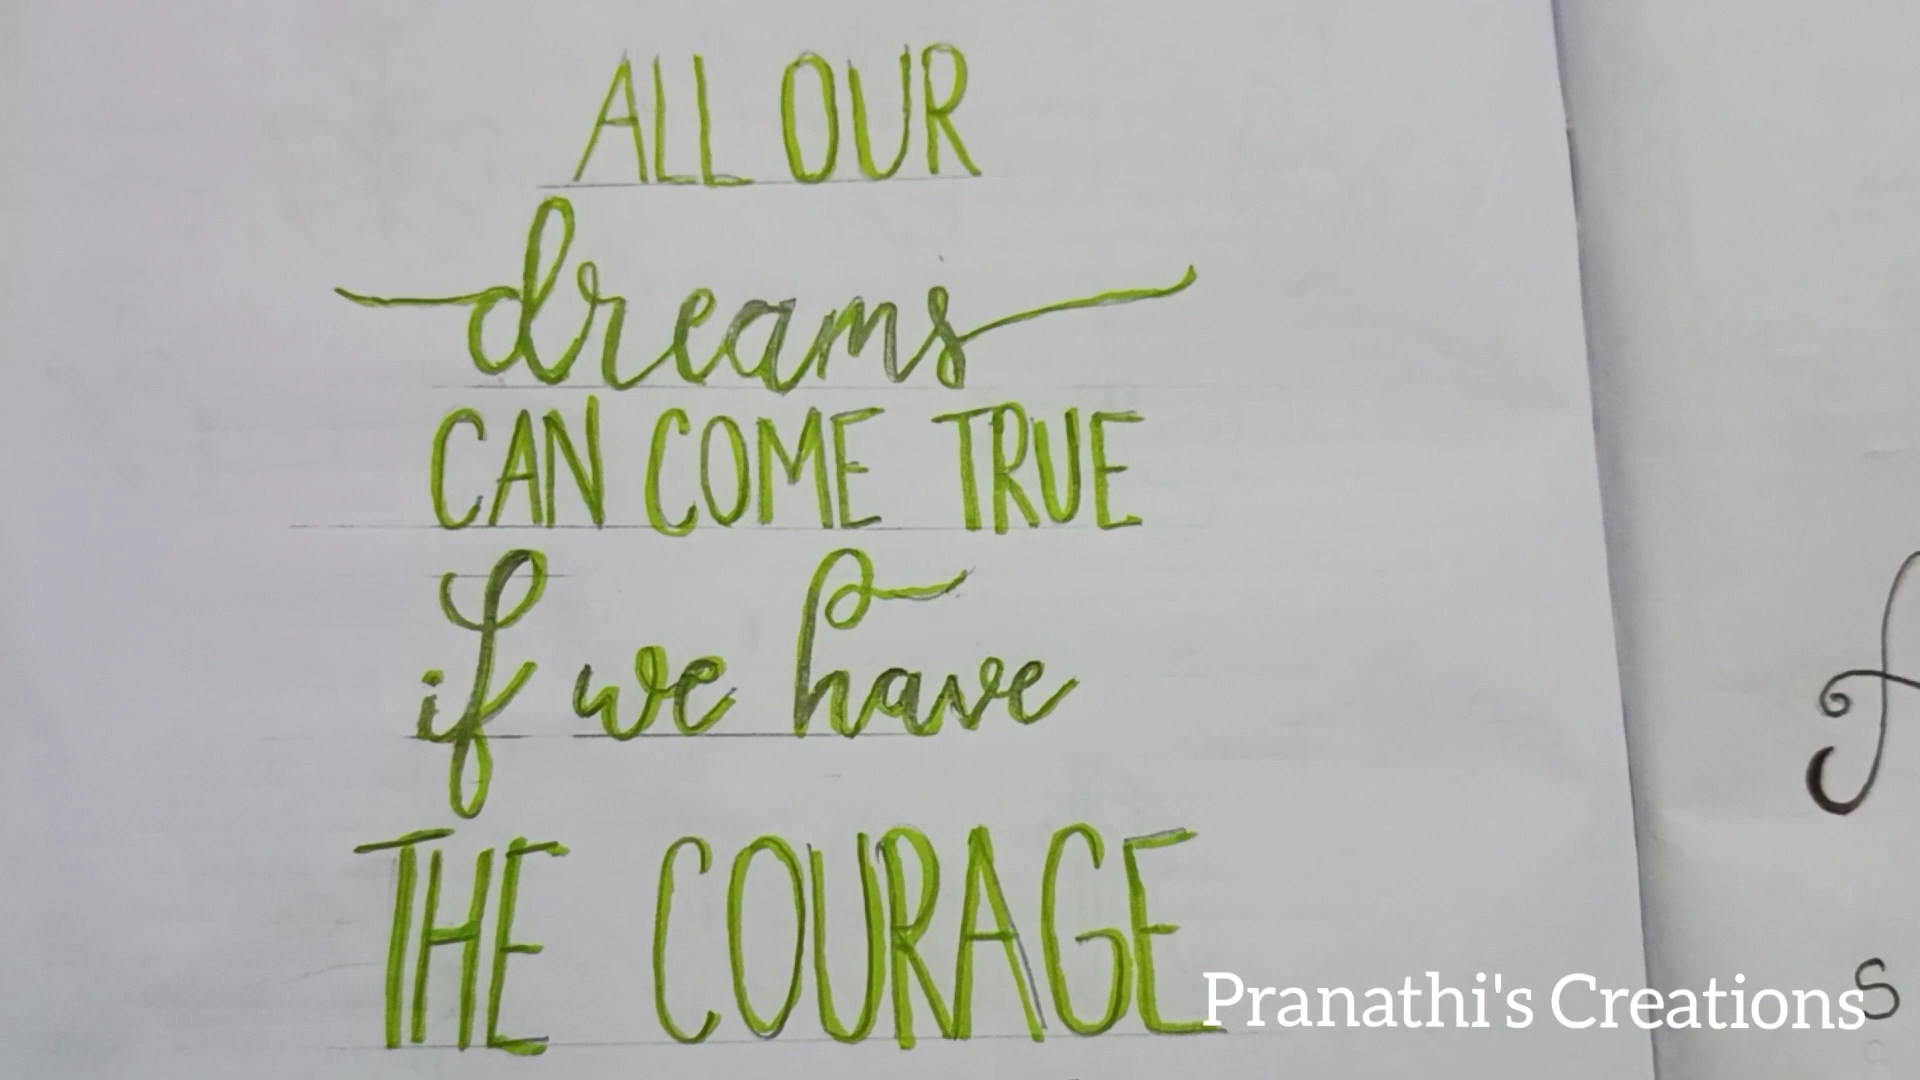 ALL OUR
dreams
CAN COME TRUE
if we have
THE COURAGE
Pranathi's Creations
f
S